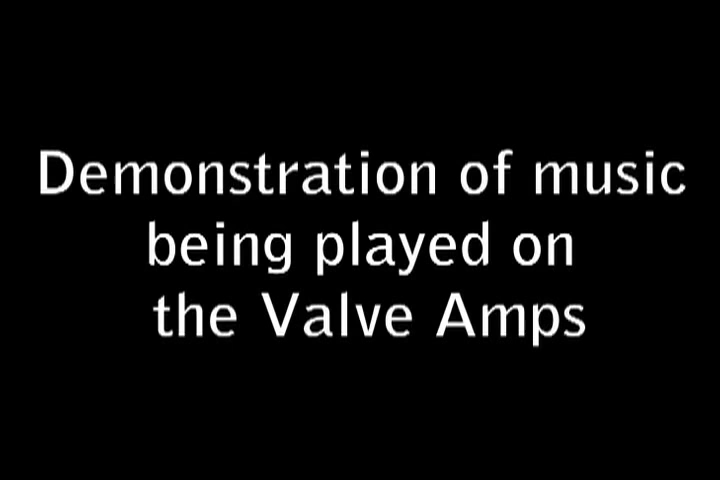 Demonstration of music
being played on
the Valve Amps